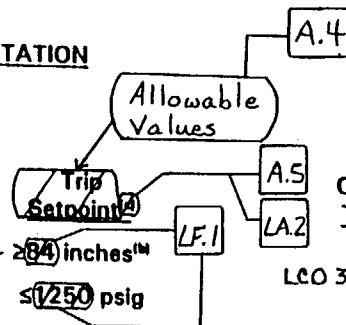 A.4
TATION
Allowable
Values
Trip
Setpoint(a)
A.5
LA.2
LF.1
≥84 inches(b)
LCO 3
≤1250 psig